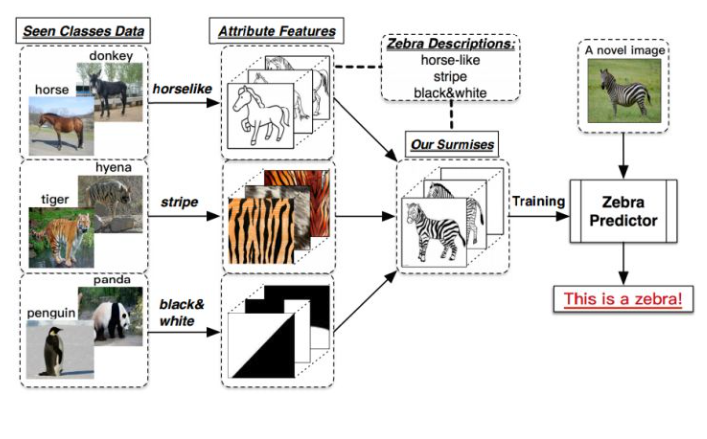 Seen Classes Data
donkey
horse
hyena
tiger
panda
penguin
horselike
stripe
black&
white
Attribute Features
Zebra Descriptions:
horse-like
stripe
black&white
Our Surmises
Training
A novel image
Zebra
Predictor
This is a zebra!